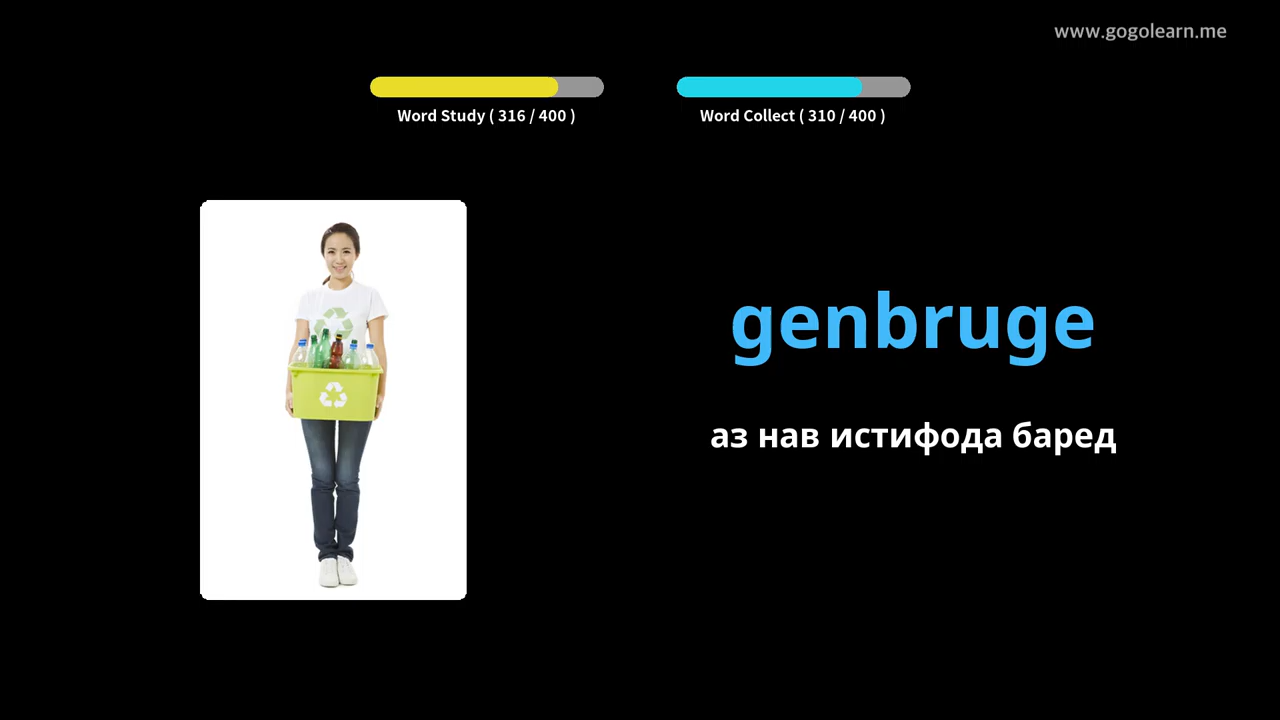 www.gogolearn.me
Word Study ( 316 / 400 )
Word Collect ( 310 / 400 )
genbruge
аз нав истифода баред